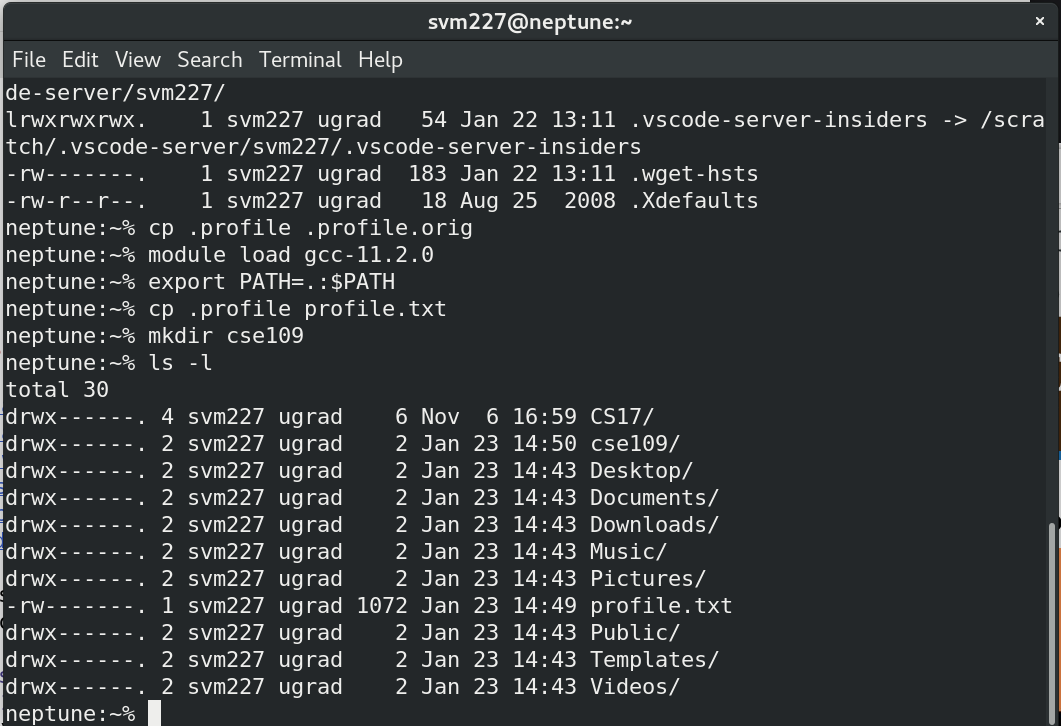 svm227@neptune:~
×
File Edit View Search Terminal Help
de-server/svm227/
lrwxrwxrwx.    1 svm227 ugrad   54 Jan 22 13:11 .vscode-server-insiders -> /scra
tch/.vscode-server/svm227/.vscode-server-insiders
-rw-------.    1 svm227 ugrad  183 Jan 22 13:11 .wget-hsts
-rw-r--r--.    1 svm227 ugrad   18 Aug 25  2008 .Xdefaults
neptune:~% cp .profile .profile.orig
neptune:~% module load gcc-11.2.0
neptune:~% export PATH=.:$PATH
neptune:~% cp .profile profile.txt
neptune:~% mkdir cse109
neptune:~% ls -l
total 30
drwx------. 4 svm227 ugrad    6 Nov  6 16:59 CS17/
drwx------. 2 svm227 ugrad    2 Jan 23 14:50 cse109/
drwx------. 2 svm227 ugrad    2 Jan 23 14:43 Desktop/
drwx------. 2 svm227 ugrad    2 Jan 23 14:43 Documents/
drwx------. 2 svm227 ugrad    2 Jan 23 14:43 Downloads/
drwx------. 2 svm227 ugrad    2 Jan 23 14:43 Music/
drwx------. 2 svm227 ugrad    2 Jan 23 14:43 Pictures/
-rw-------. 1 svm227 ugrad 1072 Jan 23 14:49 profile.txt
drwx------. 2 svm227 ugrad    2 Jan 23 14:43 Public/
drwx------. 2 svm227 ugrad    2 Jan 23 14:43 Templates/
drwx------. 2 svm227 ugrad    2 Jan 23 14:43 Videos/
neptune:~%